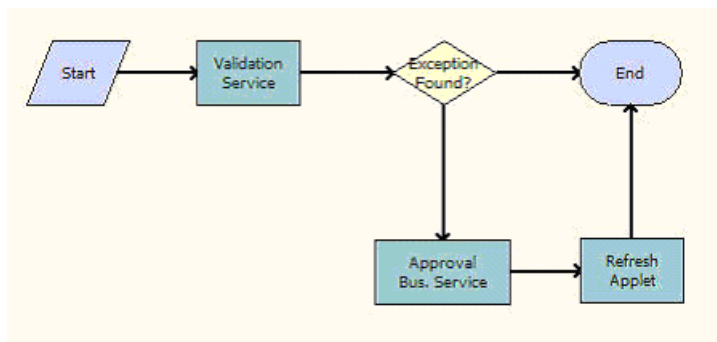 Start
Validation
Service
Exception
Found?
End
Approval
Bus. Service
Refresh
Applet